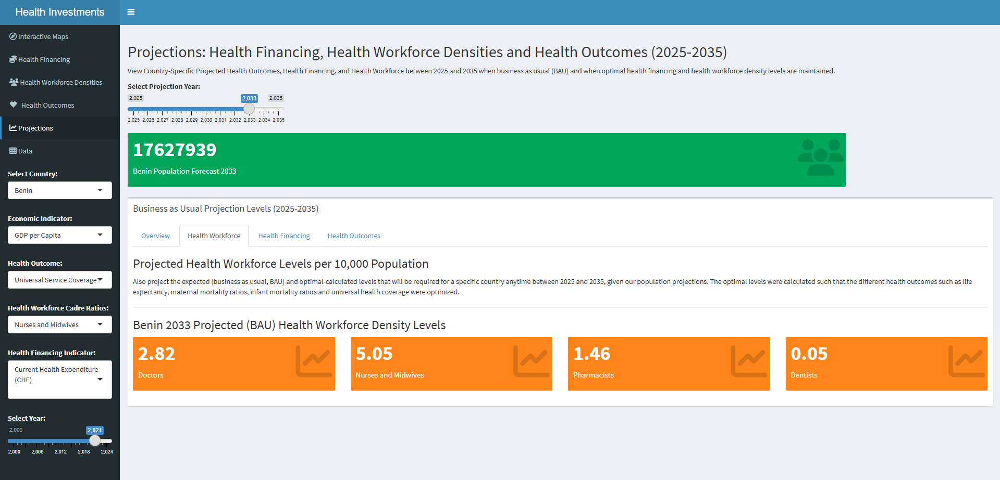 Health Investments
Interactive Maps
Health Financing
Health Workforce Densities
Health Outcomes
Projections
Data
Select Country:
Benin
Economic Indicator:
GDP per Capita
Health Outcome:
Universal Service Coverage
Health Workforce Cadre Ratios:
Nurses and Midwives
Health Financing Indicator:
Current Health Expenditure
(CHE)
Select Year:
2,000 2,021
2,000 2,006 2,012 2,018 2,024
Projections: Health Financing, Health Workforce Densities and Health Outcomes (2025-2035)
View Country-Specific Projected Health Outcomes, Health Financing, and Health Workforce between 2025 and 2035 when business as usual (BAU) and when optimal health financing and health workforce density levels are maintained.
Select Projection Year:
2,025 2,033 2,035
2,025 2,026 2,027 2,028 2,029 2,030 2,031 2,032 2,033 2,034 2,035
17627939
Benin Population Forecast 2033
Business as Usual Projection Levels (2025-2035)
Overview Health Workforce Health Financing Health Outcomes
Projected Health Workforce Levels per 10,000 Population
Also project the expected (business as usual, BAU) and optimal-calculated levels that will be required for a specific country anytime between 2025 and 2035, given our population projections. The optimal levels were calculated such that the different health outcomes such as life
expectancy, maternal mortality ratios, infant mortality ratios and universal health coverage were optimized.
Benin 2033 Projected (BAU) Health Workforce Density Levels
2.82
Doctors
5.05
Nurses and Midwives
1.46
Pharmacists
0.05
Dentists